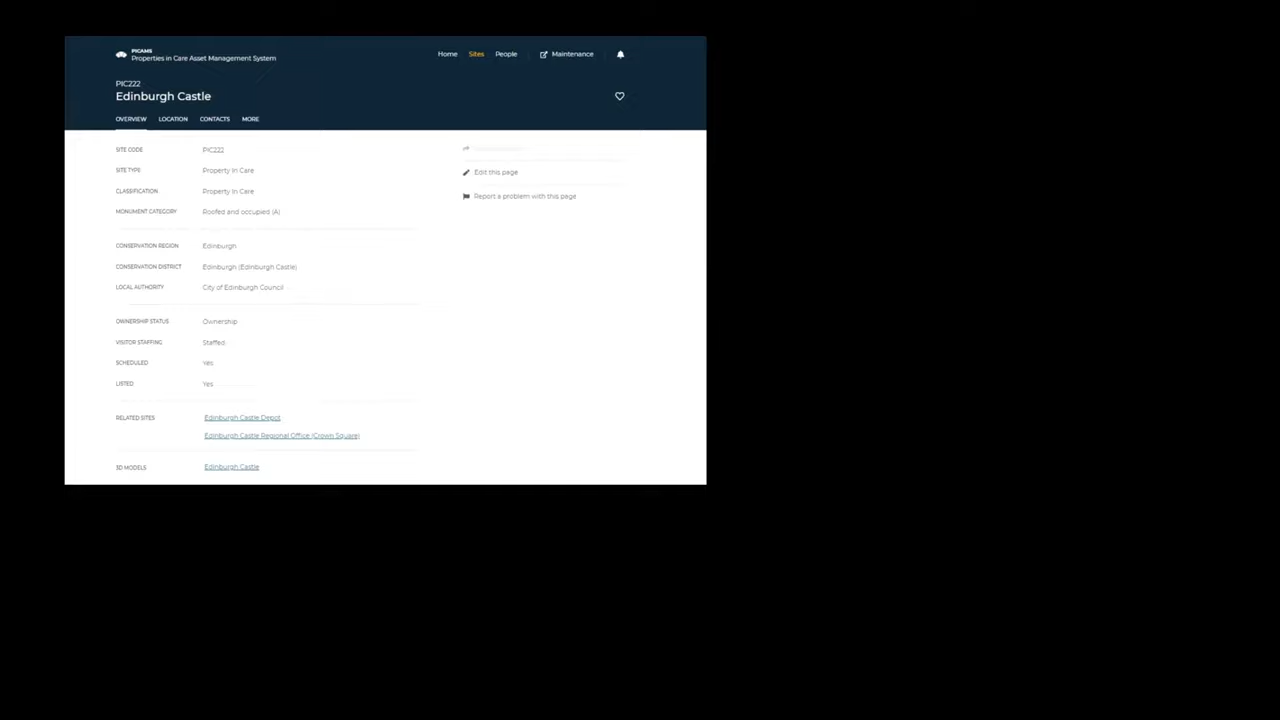 PICAMS
Properties in Care Asset Management System
Home Sites People Maintenance
PIC222
Edinburgh Castle
OVERVIEW LOCATION CONTACTS MORE
SITE CODE PIC222
SITE TYPE Property In Care
Edit this page
CLASSIFICATION Property In Care
Report a problem with this page
MONUMENT CATEGORY Roofed and occupied (A)
CONSERVATION REGION Edinburgh
CONSERVATION DISTRICT Edinburgh (Edinburgh Castle)
LOCAL AUTHORITY City of Edinburgh Council
OWNERSHIP STATUS Ownership
VISITOR STAFFING Staffed
SCHEDULED Yes
LISTED Yes
RELATED SITES Edinburgh Castle Depot
Edinburgh Castle Regional Office (Crown Square)
3D MODELS Edinburgh Castle